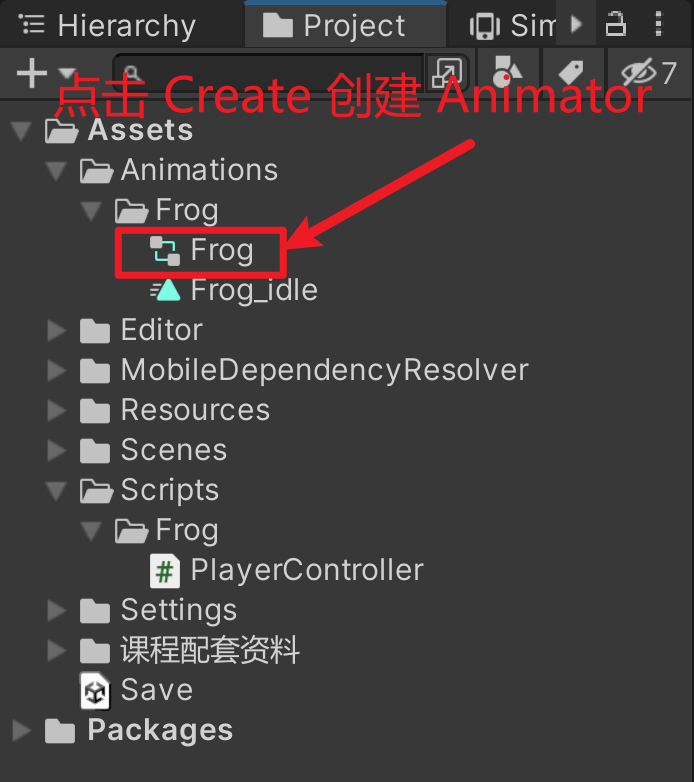 Hierarchy Project Sim
7
点击 Create 创建 Animator
Assets
Animations
Frog
Frog
Frog_idle
Editor
MobileDependencyResolver
Resources
Scenes
Scripts
Frog
PlayerController
Settings
课程配套资料
Save
Packages